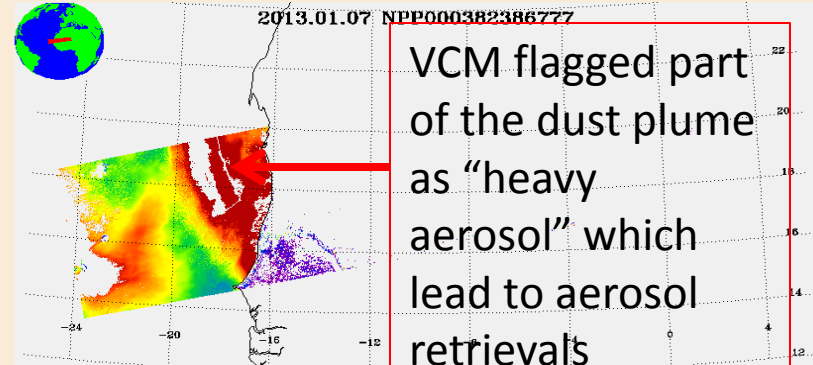 2013.01.07 NPP000382386777
VCM flagged part
of the dust plume
as “heavy
aerosol” which
lead to aerosol
retrievals
22
20
18
16
14
12
-24
-20
-16
-12
0
4